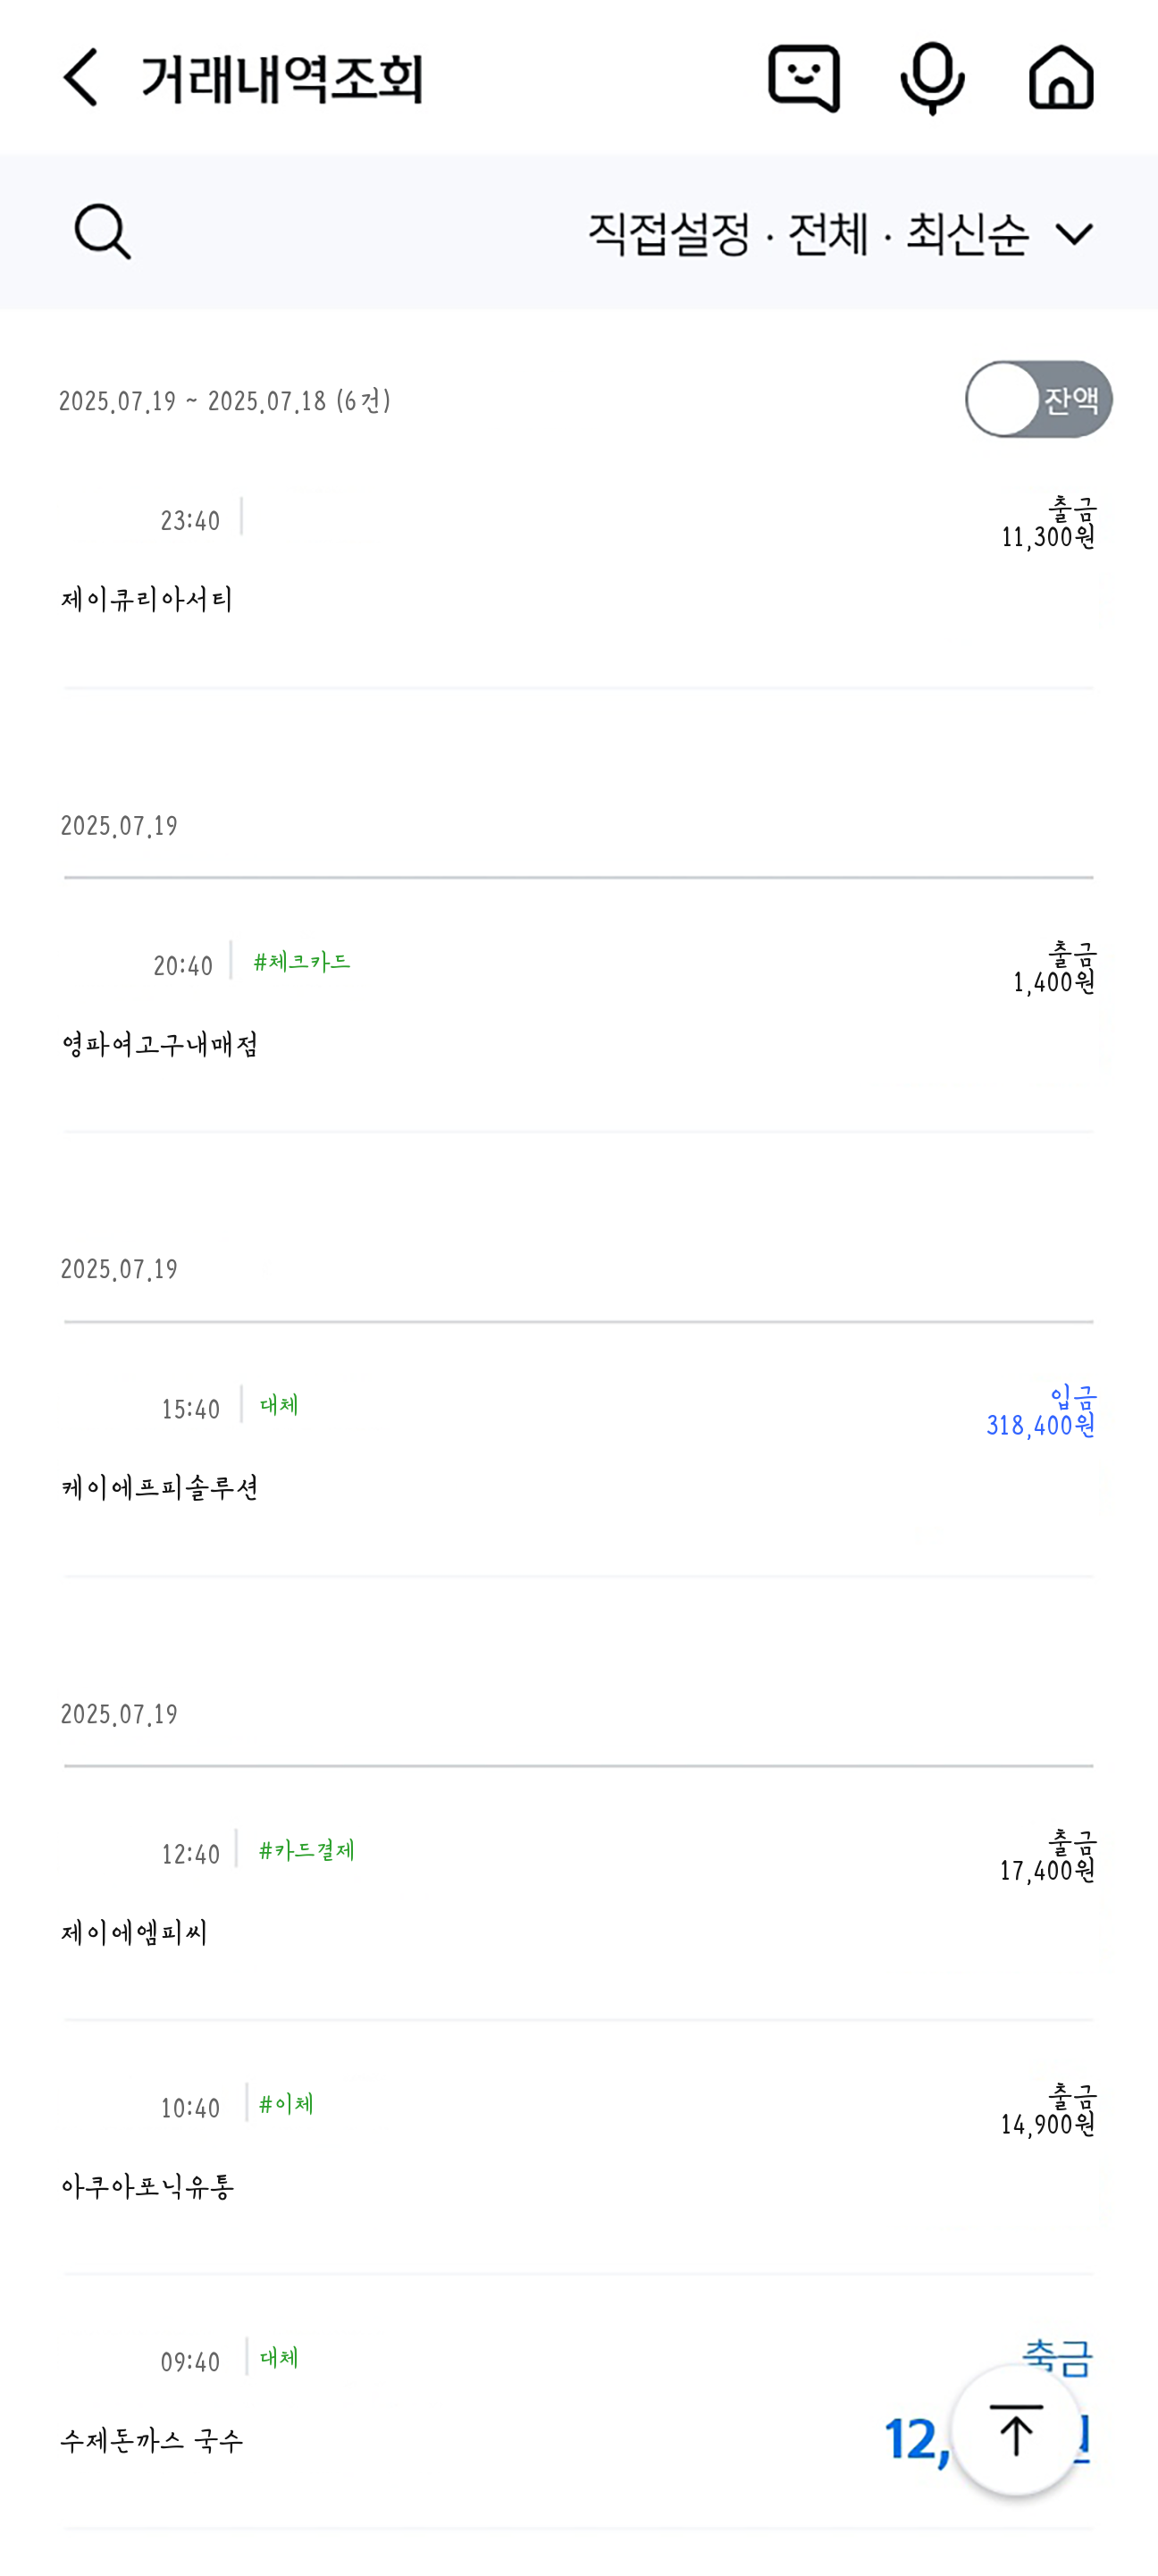 거래내역조회
직접설정 · 전체 · 최신순
2025.07.19 ~ 2025.07.18 (6건)
잔액
23:40
출금
11,300원
제이큐리아서티
2025.07.19
20:40 #체크카드
출금
1,400원
영파여고구내매점
2025.07.19
15:40 대체
입금
318,400원
케이에프피솔루션
2025.07.19
12:40 #카드결제
출금
17,400원
제이에엠피씨
10:40 #이체
출금
14,900원
아쿠아포닉유통
09:40 대체
출금
12,
수제돈까스 국수